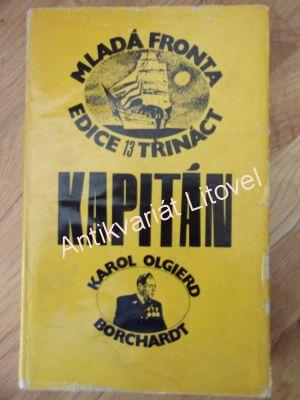 MLADÁ FRONTA
EDICE 13 TŘINÁCT
KAPITÁN
Antikvariát Litovel
KAROL OLGIERD
BORCHARDT